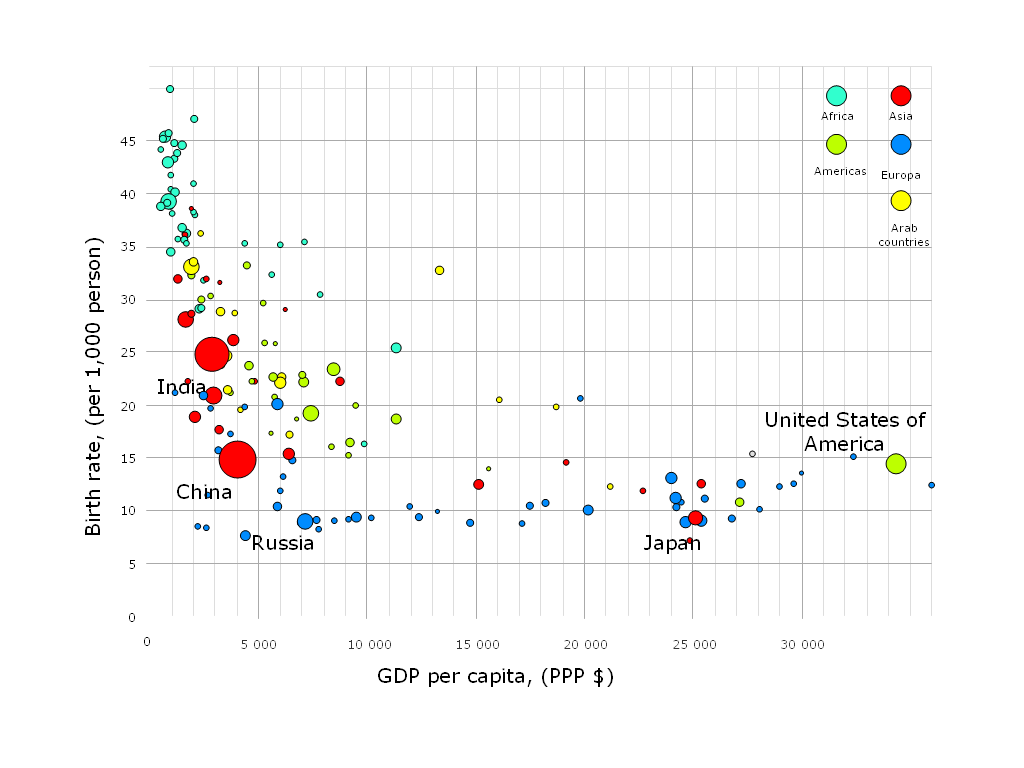 Africa
Asia
Americas
Europa
Arab
countries
45
40
35
30
25
20
15
10
5
0
Birth rate, (per 1,000 person)
India
China
Russia
Japan
United States of
America
0
5 000
10 000
15 000
20 000
25 000
30 000
GDP per capita, (PPP $)